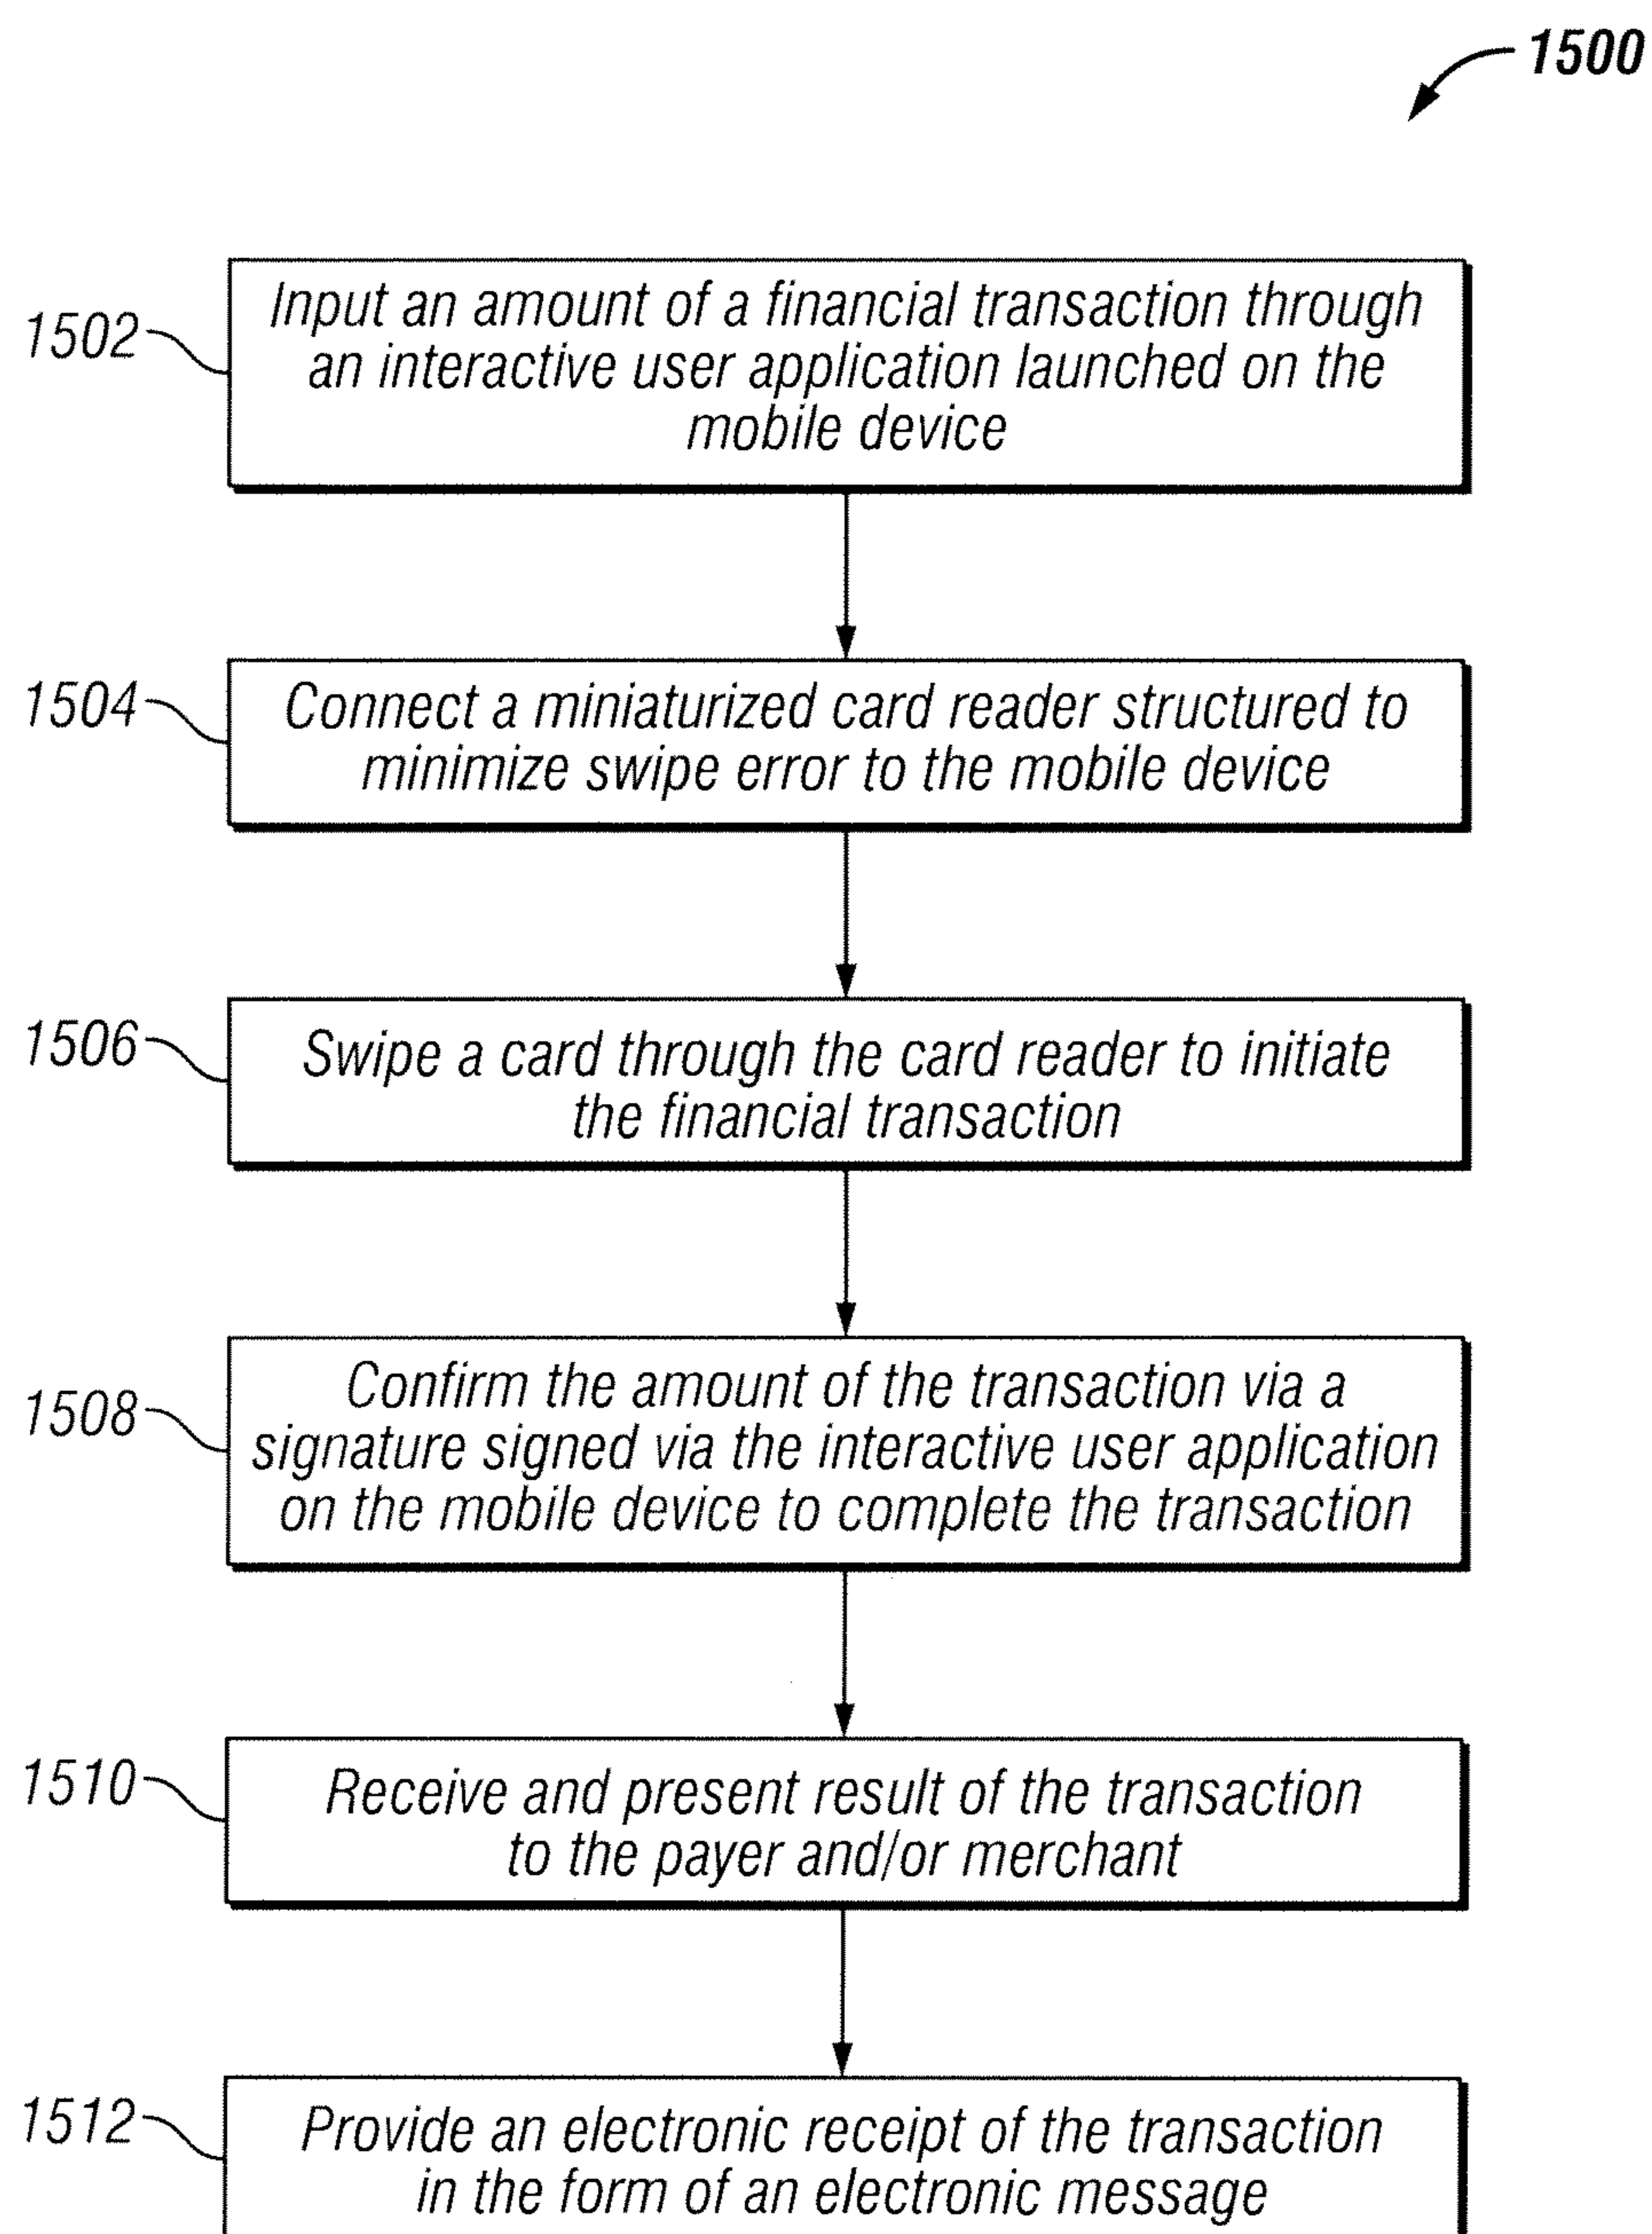 1500
1502
Input an amount of a financial transaction through
an interactive user application launched on the
mobile device
1504
Connect a miniaturized card reader structured to
minimize swipe error to the mobile device
1506
Swipe a card through the card reader to initiate
the financial transaction
1508
Confirm the amount of the transaction via a
signature signed via the interactive user application
on the mobile device to complete the transaction
1510
Receive and present result of the transaction
to the payer and/or merchant
1512
Provide an electronic receipt of the transaction
in the form of an electronic message